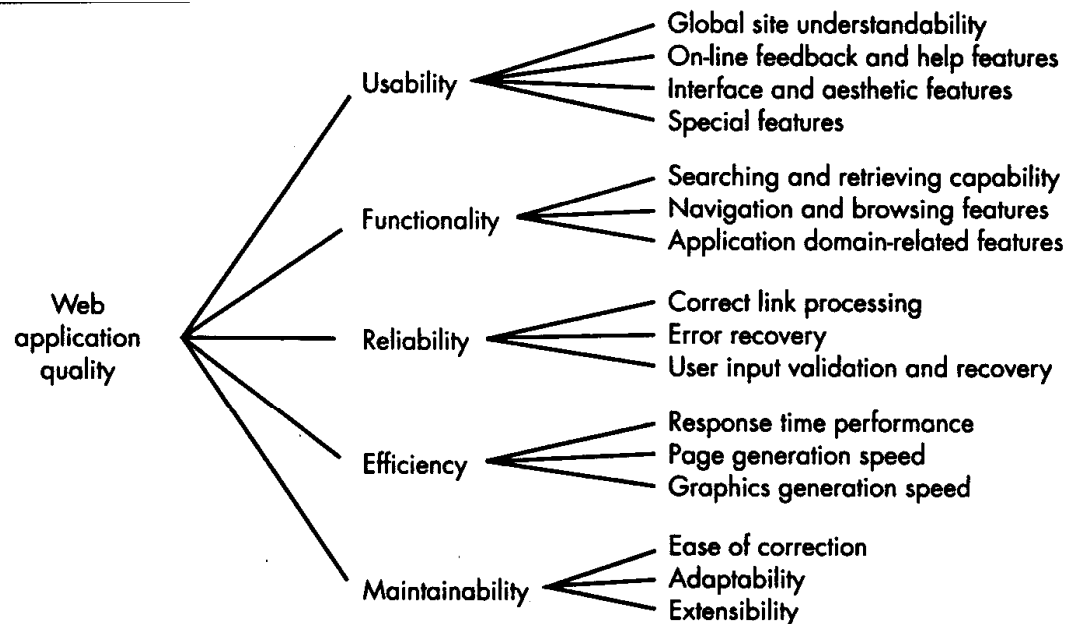 Global site understandability
On-line feedback and help features
Usability
Interface and aesthetic features
Special features
Searching and retrieving capability
Functionality
Navigation and browsing features
Application domain-related features
Web
application
quality
Correct link processing
Reliability
Error recovery
User input validation and recovery
Response time performance
Efficiency
Page generation speed
Graphics generation speed
Ease of correction
Maintainability
Adaptability
Extensibility